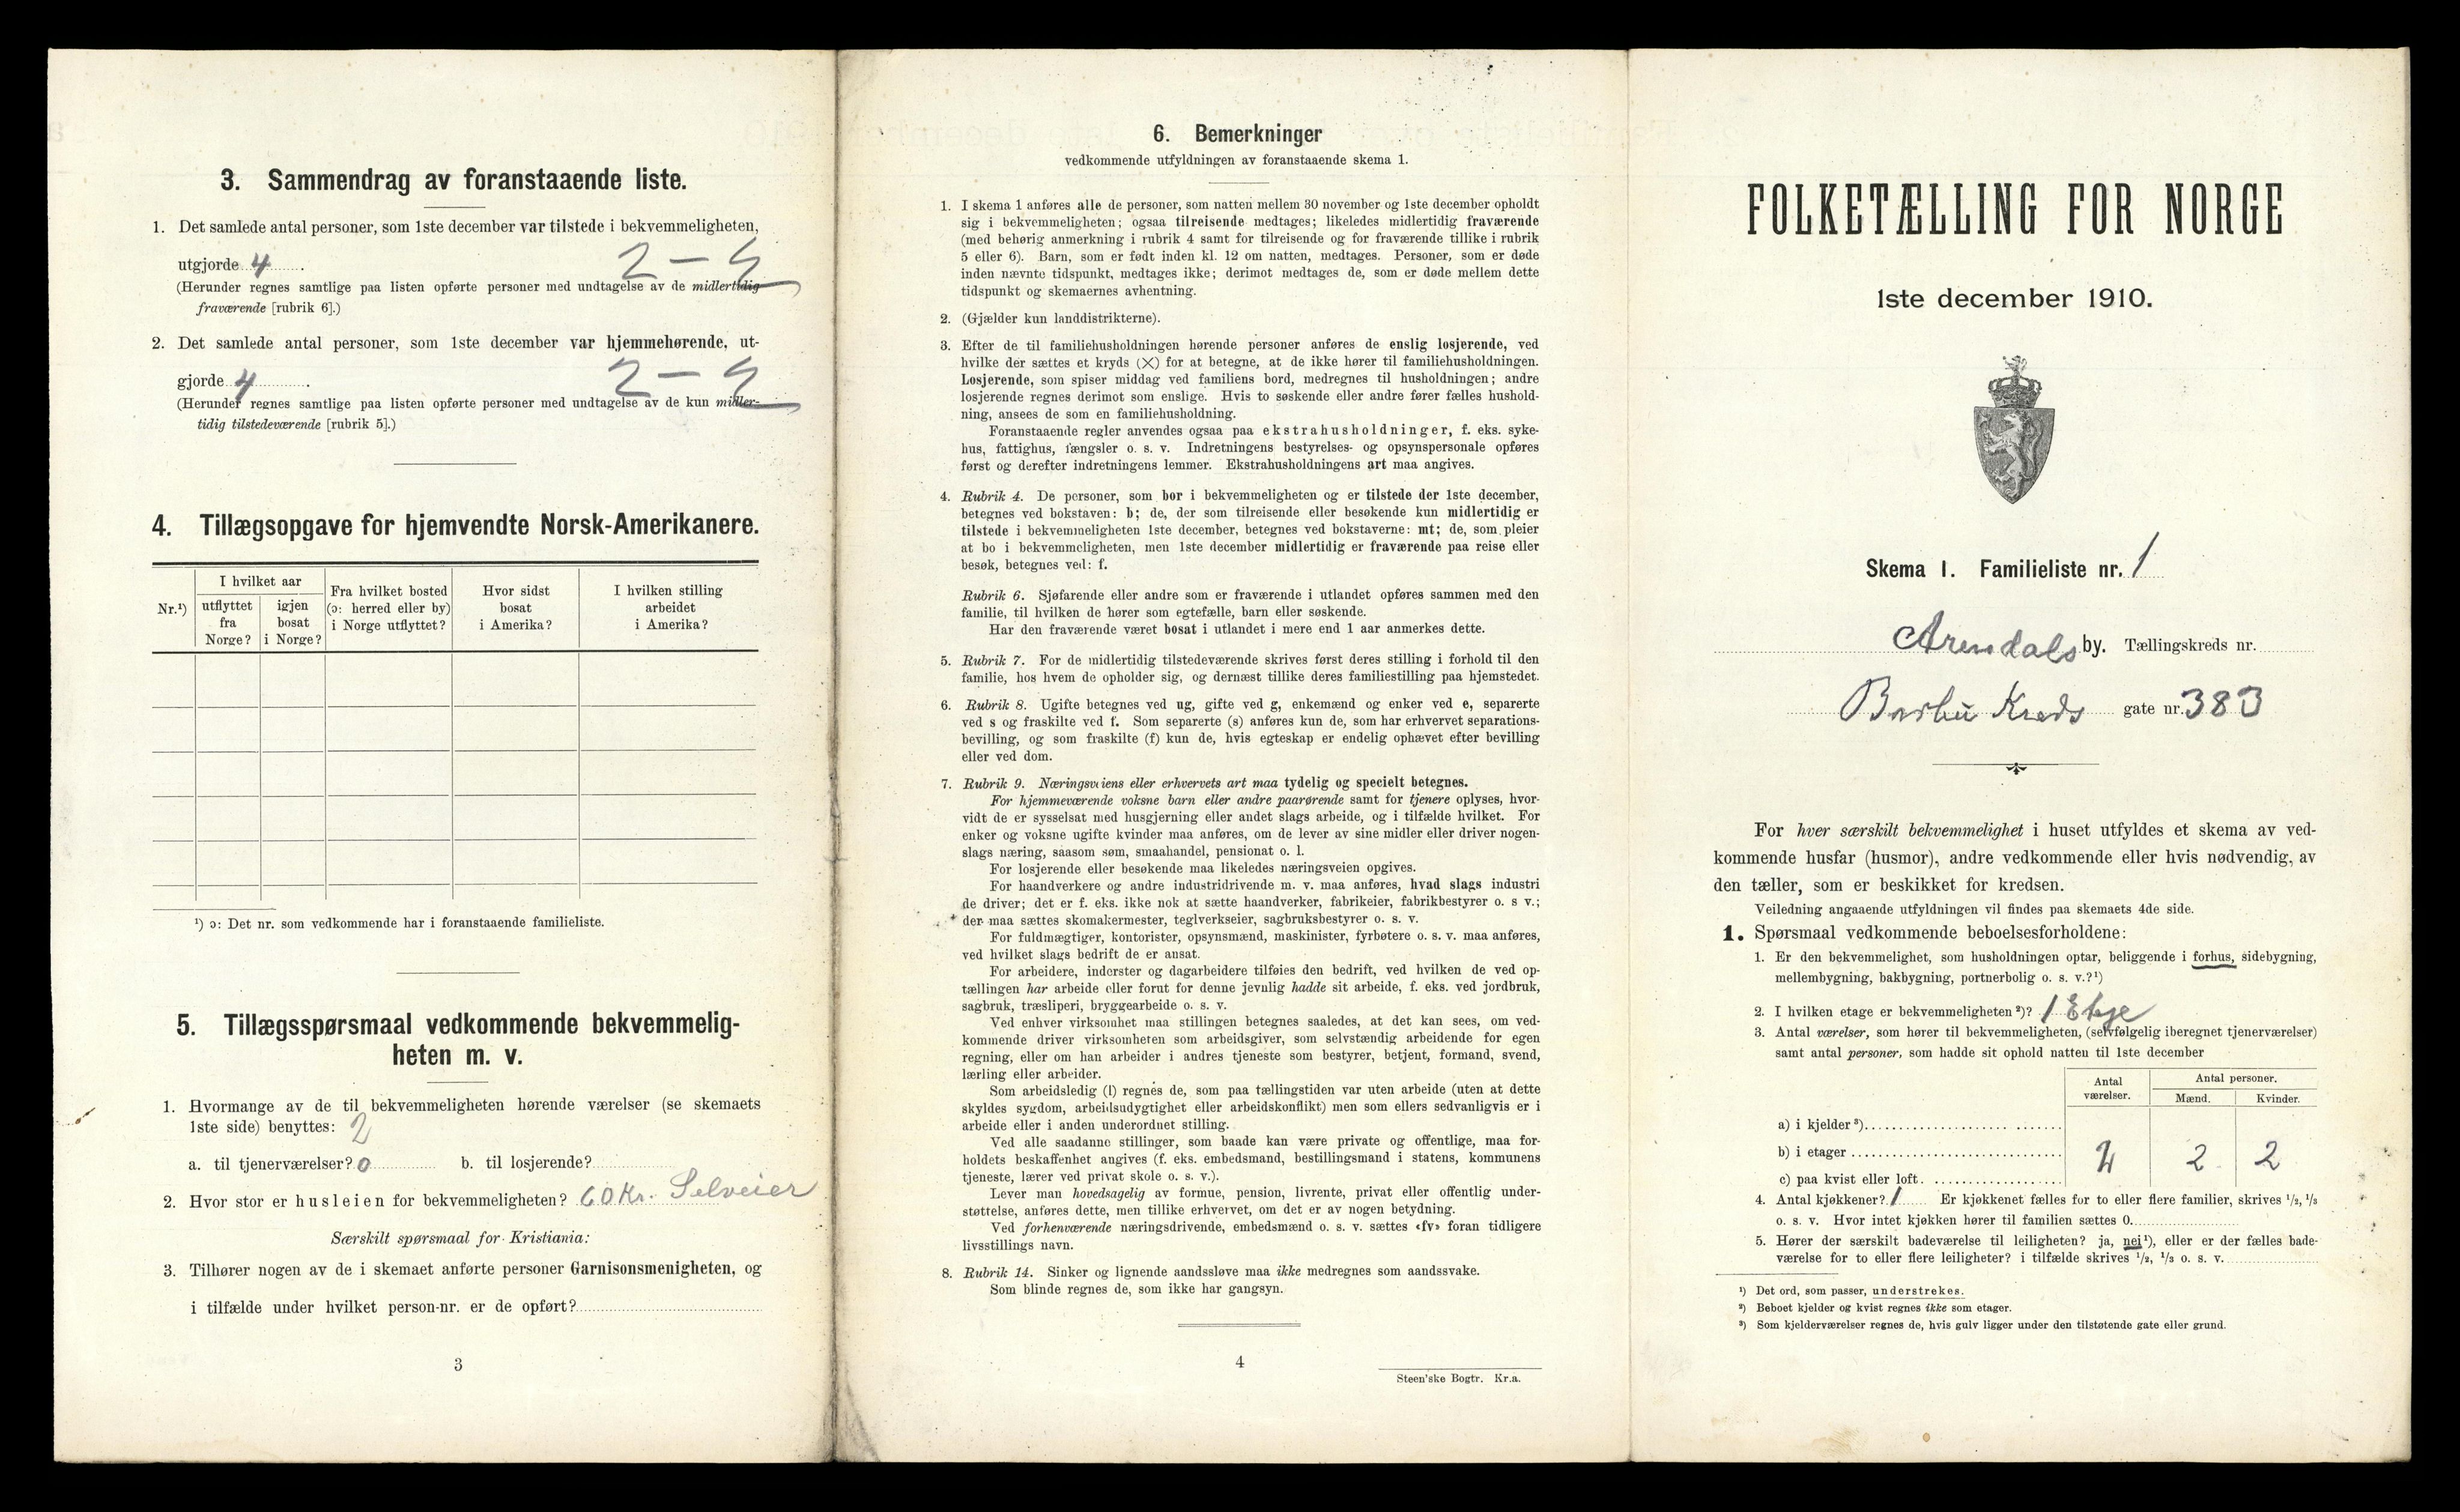 3. Sammendrag av foranstaaende liste.
1. Det samlede antal personer, som 1ste december var tilstede i bekvemmeligheten,
utgjorde 4 . 2 —
(Herunder regnes samtlige paa listen opførte personer med undtagelse av de midlertidig
fraværende [rubrik 6].)
2. Det samlede antal personer, som 1ste december var hjemmehørende, ut-
gjorde 4 . 2 —
(Herunder regnes samtlige paa listen opførte personer med undtagelse av de kun midler-
tidig tilstedeværende [rubrik 5].)
4. Tillægsopgave for hjemvendte Norsk-Amerikanere.
Nr.¹)
I hvilket aar
utflyttet fra Norge?
igjen bosat i Norge?
Fra hvilket bosted (ɔ: herred eller by) i Norge utflyttet?
Hvor sidst bosat i Amerika?
I hvilken stilling arbeidet i Amerika?
¹) ɔ: Det nr. som vedkommende har i foranstaaende familieliste.
5. Tillægsspørsmaal vedkommende bekvemmelig-
heten m. v.
1. Hvormange av de til bekvemmeligheten hørende værelser (se skemaets
1ste side) benyttes: 2
a. til tjenerværelser? 0 b. til losjerende?
2. Hvor stor er husleien for bekvemmeligheten? 60 Kr. Selveier
Særskilt spørsmaal for Kristiania:
3. Tilhører nogen av de i skemaet anførte personer Garnisonsmenigheten, og
i tilfælde under hvilket person-nr. er de opført?
3
6. Bemerkninger
vedkommende utfyldningen av foranstaaende skema 1.
1. I skema 1 anføres alle de personer, som natten mellem 30 november og 1ste december opholdt
sig i bekvemmeligheten; ogsaa tilreisende medtages; likeledes midlertidig fraværende
(med behørig anmerkning i rubrik 4 samt for tilreisende og for fraværende tillike i rubrik
5 eller 6). Barn, som er født inden kl. 12 om natten, medtages. Personer, som er døde
inden nævnte tidspunkt, medtages ikke; derimot medtages de, som er døde mellem dette
tidspunkt og skemaernes avhentning.
2. (Gjælder kun landdistrikterne).
3. Efter de til familiehusholdningen hørende personer anføres de enslig losjerende, ved
hvilke der sættes et kryds (X) for at betegne, at de ikke hører til familiehusholdningen.
Losjerende, som spiser middag ved familiens bord, medregnes til husholdningen; andre
losjerende regnes derimot som enslige. Hvis to søskende eller andre fører fælles hushold-
ning, ansees de som en familiehusholdning.
Foranstaaende regler anvendes ogsaa paa ekstrahusholdninger, f. eks. syke-
hus, fattighus, fængsler o. s. v. Indretningens bestyrelses- og opsynspersonale opføres
først og derefter indretningens lemmer. Ekstrahusholdningens art maa angives.
4. Rubrik 4. De personer, som bor i bekvemmeligheten og er tilstede der 1ste december,
betegnes ved bokstaven: b; de, der som tilreisende eller besøkende kun midlertidig er
tilstede i bekvemmeligheten 1ste december, betegnes ved bokstaverne: mt; de, som pleier
at bo i bekvemmeligheten, men 1ste december midlertidig er fraværende paa reise eller
besøk, betegnes ved: f.
Rubrik 6. Sjøfarende eller andre som er fraværende i utlandet opføres sammen med den
familie, til hvilken de hører som egtefælle, barn eller søskende.
Har den fraværende været bosat i utlandet i mere end 1 aar anmerkes dette.
5. Rubrik 7. For de midlertidig tilstedeværende skrives først deres stilling i forhold til den
familie, hos hvem de opholder sig, og dernæst tillike deres familiestilling paa hjemstedet.
6. Rubrik 8. Ugifte betegnes ved ug, gifte ved g, enkemænd og enker ved e, separerte
ved s og fraskilte ved f. Som separerte (s) anføres kun de, som har erhvervet separations-
bevilling, og som fraskilte (f) kun de, hvis egteskap er endelig ophævet efter bevilling
eller ved dom.
7. Rubrik 9. Næringsveiens eller erhvervets art maa tydelig og specielt betegnes.
For hjemmeværende voksne barn eller andre paarørende samt for tjenere oplyses, hvor-
vidt de er sysselsat med husgjerning eller andet slags arbeide, og i tilfælde hvilket. For
enker og voksne ugifte kvinder maa anføres, om de lever av sine midler eller driver nogen-
slags næring, saasom søm, smaahandel, pensionat o. l.
For losjerende eller besøkende maa likeledes næringsveien opgives.
For haandverkere og andre industridrivende m. v. maa anføres, hvad slags industri
de driver; det er f. eks. ikke nok at sætte haandverker, fabrikeier, fabrikbestyrer o. s v.;
der maa sættes skomakermester, teglverkseier, sagbruksbestyrer o. s. v.
For fuldmægtiger, kontorister, opsynsmænd, maskinister, fyrbøtere o. s. v. maa anføres,
ved hvilket slags bedrift de er ansat.
For arbeidere, inderster og dagarbeidere tilføies den bedrift, ved hvilken de ved op-
tællingen har arbeide eller forut for denne jevnlig hadde sit arbeide, f. eks. ved jordbruk,
sagbruk, træsliperi, bryggearbeide o. s. v.
Ved enhver virksomhet maa stillingen betegnes saaledes, at det kan sees, om ved-
kommende driver virksomheten som arbeidsgiver, som selvstændig arbeidende for egen
regning, eller om han arbeider i andres tjeneste som bestyrer, betjent, formand, svend,
lærling eller arbeider.
Som arbeidsledig (l) regnes de, som paa tællingstiden var uten arbeide (uten at dette
skyldes sygdom, arbeidsudygtighet eller arbeidskonflikt) men som ellers sedvanligvis er i
arbeide eller i anden underordnet stilling.
Ved alle saadanne stillinger, som baade kan være private og offentlige, maa for-
holdets beskaffenhet angives (f. eks. embedsmand, bestillingsmand i statens, kommunens
tjeneste, lærer ved privat skole o. s. v.).
Lever man hovedsagelig av formue, pension, livrente, privat eller offentlig under-
støttelse, anføres dette, men tillike erhvervet, om det er av nogen betydning.
Ved forhenværende næringsdrivende, embedsmænd o. s. v. sættes «fv» foran tidligere
livsstillings navn.
8. Rubrik 14. Sinker og lignende aandssløve maa ikke medregnes som aandssvake.
Som blinde regnes de, som ikke har gangsyn.
4
Steen'ske Bogtr. Kr.a.
FOLKETÆLLING FOR NORGE
1ste december 1910.
Skema 1. Familieliste nr. 1
Arendals by. Tællingskreds nr.
Barbu Kreds gate nr. 383
For hver særskilt bekvemmelighet i huset utfyldes et skema av ved-
kommende husfar (husmor), andre vedkommende eller hvis nødvendig, av
den tæller, som er beskikket for kredsen.
Veiledning angaaende utfyldningen vil findes paa skemaets 4de side.
1. Spørsmaal vedkommende beboelsesforholdene:
1. Er den bekvemmelighet, som husholdningen optar, beliggende i forhus, sidebygning,
mellembygning, bakbygning, portnerbolig o. s. v.?¹)
2. I hvilken etage er bekvemmeligheten²)? 1 Etage
3. Antal værelser, som hører til bekvemmeligheten, (selvfølgelig iberegnet tjenerværelser)
samt antal personer, som hadde sit ophold natten til 1ste december
Antal værelser.
Antal personer.
Mænd. Kvinder.
a) i kjelder³)
b) i etager 2 2 2
c) paa kvist eller loft
4. Antal kjøkkener? 1 Er kjøkkenet fælles for to eller flere familier, skrives ½, ⅓
o. s. v. Hvor intet kjøkken hører til familien sættes 0.
5. Hører der særskilt badeværelse til leiligheten? ja, nei¹), eller er der fælles bade-
værelse for to eller flere leiligheter? i tilfælde skrives ½, ⅓ o. s. v.
¹) Det ord, som passer, understrekes.
²) Beboet kjelder og kvist regnes ikke som etager.
³) Som kjelderværelser regnes de, hvis gulv ligger under den tilstøtende gate eller grund.